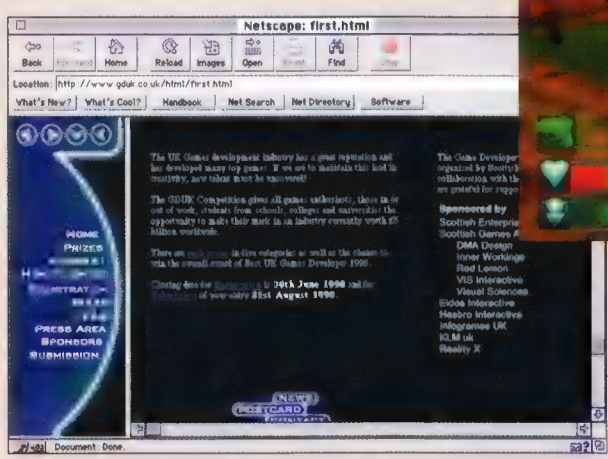 Netscape: first.html
Back Home Reload Images Open Find Stop
Location: http://www.gduk.co.uk/html/first.html
What's New? What's Cool? Handbook Net Search Net Directory Software
The UK Games development industry has a great reputation and
has developed many top games. If we are to maintain this lead in
creativity, new talent must be uncovered!
The GDUK Competition gives all games enthusiasts, those in or
out of work, students from schools, colleges and universities the
opportunity to make their mark in an industry currently worth £5
billion worldwide.
There are in five categories as well as the chance to
win the overall award of Best UK Games Developer 1998.
Closing date for Registration is 30th June 1998 and for
Submission of your entry 31st August 1998.
The Game Developer
organised by Scottish
collaboration with the
are grateful for suppo
Sponsored by
Scottish Enterprise
Scottish Games A
DMA Design
Inner Workings
Red Lemon
VIS Interactive
Visual Sciences
Eidos Interactive
Hasbro Interactive
Infogrames UK
KLM uk
Reality X
HOME
PRIZES
PRESS AREA
SPONSORS
SUBMISSION
NEWS
POSTCARD
CONTACT
Document: Done.